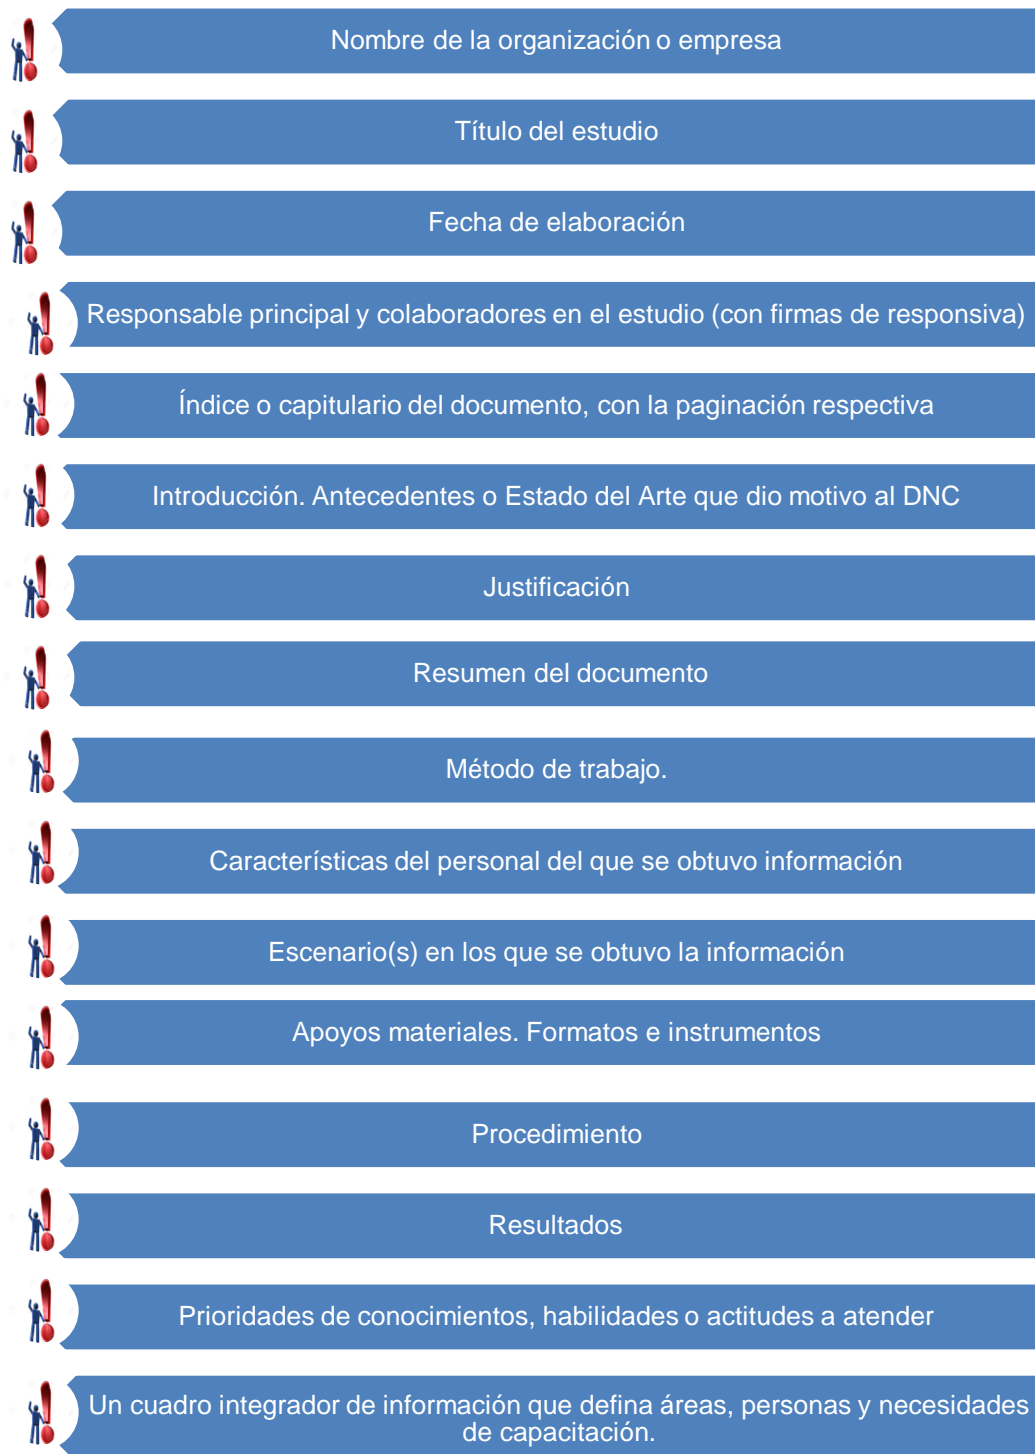 Nombre de la organización o empresa
Título del estudio
Fecha de elaboración
Responsable principal y colaboradores en el estudio (con firmas de responsiva)
Índice o capitulario del documento, con la paginación respectiva
Introducción. Antecedentes o Estado del Arte que dio motivo al DNC
Justificación
Resumen del documento
Método de trabajo.
Características del personal del que se obtuvo información
Escenario(s) en los que se obtuvo la información
Apoyos materiales. Formatos e instrumentos
Procedimiento
Resultados
Prioridades de conocimientos, habilidades o actitudes a atender
Un cuadro integrador de información que defina áreas, personas y necesidades
de capacitación.